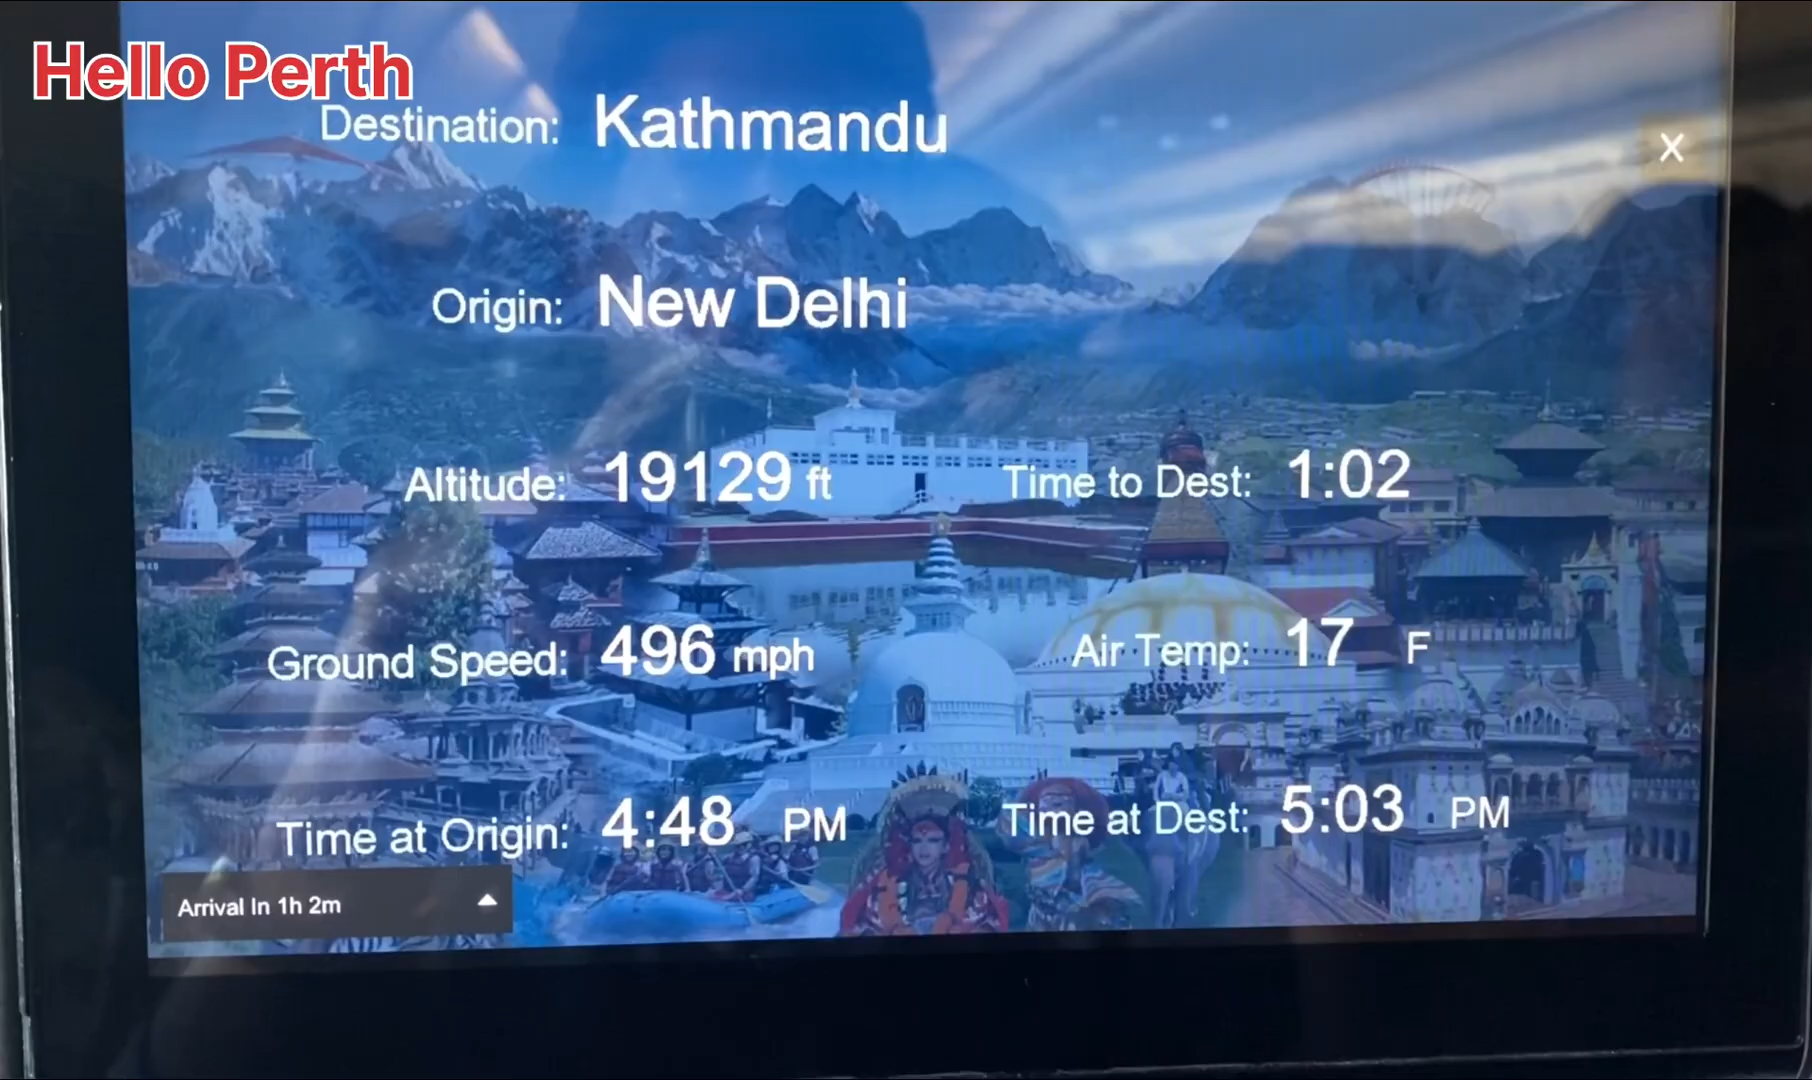 Hello Perth
Destination: Kathmandu
X
Origin: New Delhi
Altitude: 19129 ft Time to Dest: 1:02
Ground Speed: 496 mph Air Temp: 17 F
Time at Origin: 4:48 PM Time at Dest: 5:03 PM
Arrival In 1h 2m